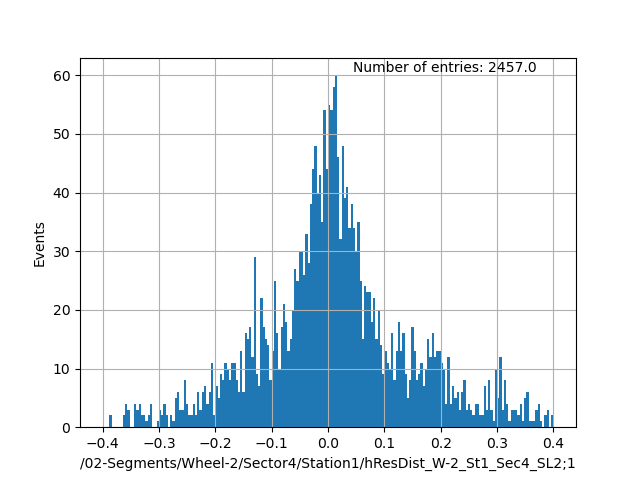 Number of entries: 2457.0
60
50
40
30
20
10
0
Events
−0.4 −0.3 −0.2 −0.1 0.0 0.1 0.2 0.3 0.4
/02-Segments/Wheel-2/Sector4/Station1/hResDist_W-2_St1_Sec4_SL2;1